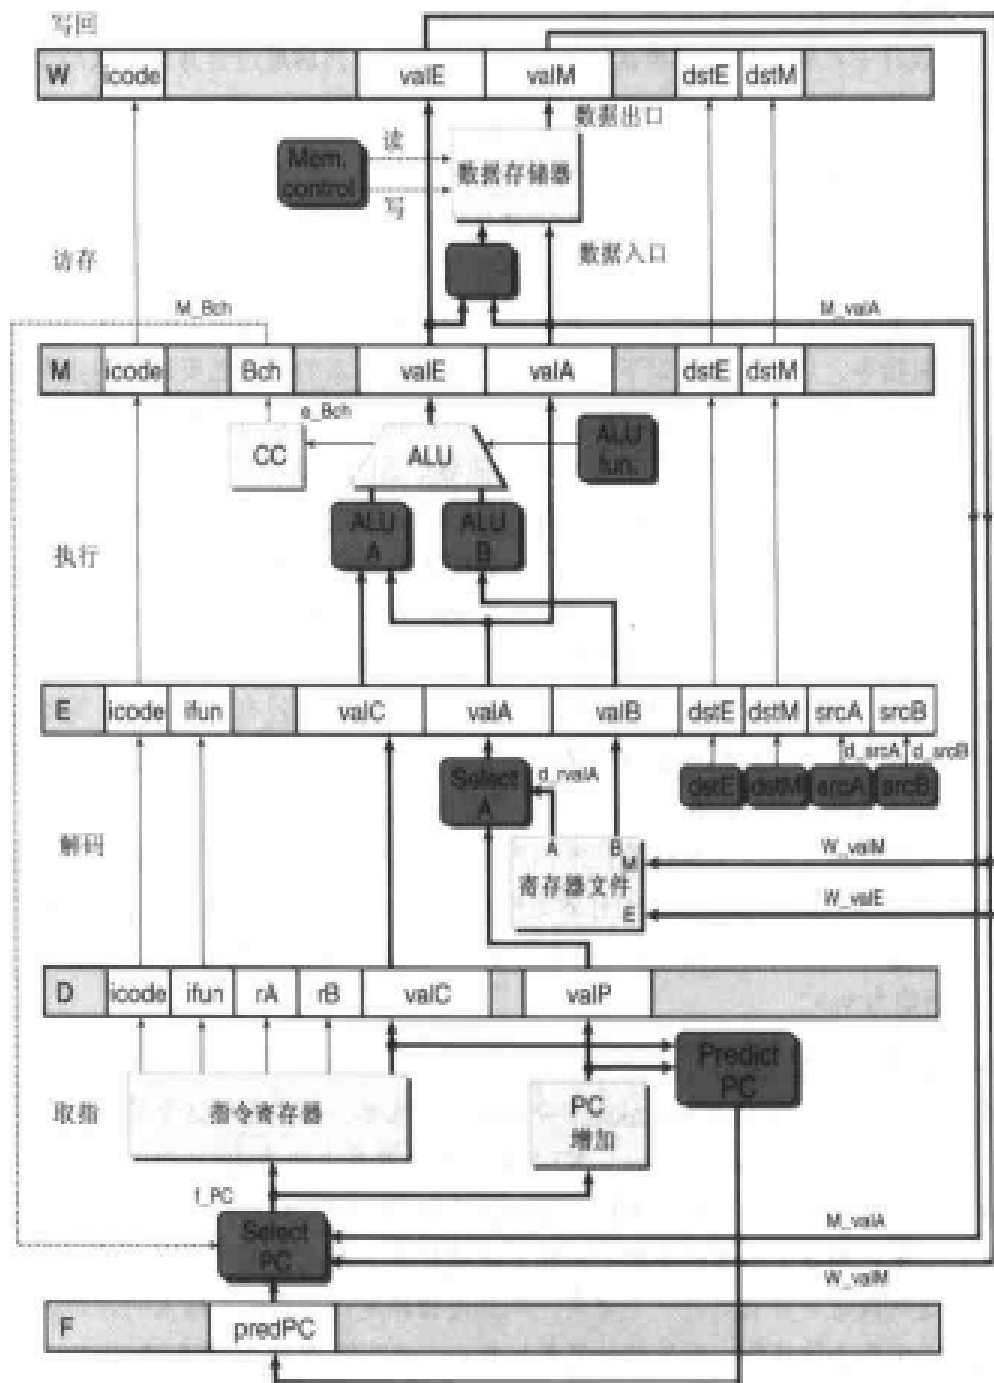 写回
W icode valE valM dstE dstM
数据出口
读
Mem.
control
数据存储器
写
访存
数据入口
M_Bch
M_valA
M icode Bch valE valA dstE dstM
e_Bch
CC
ALU
ALU
fun.
ALU
A
ALU
B
执行
E icode ifun valC valA valB dstE dstM srcA srcB
d_srcA d_srcB
Select
A
d_rvalA
dstE dstM srcA srcB
解码
A B
M
W_valM
寄存器文件
E
W_valE
D icode ifun rA rB valC valP
Predict
PC
取指
指令寄存器
PC
增加
f_PC
Select
PC
M_valA
W_valM
F predPC